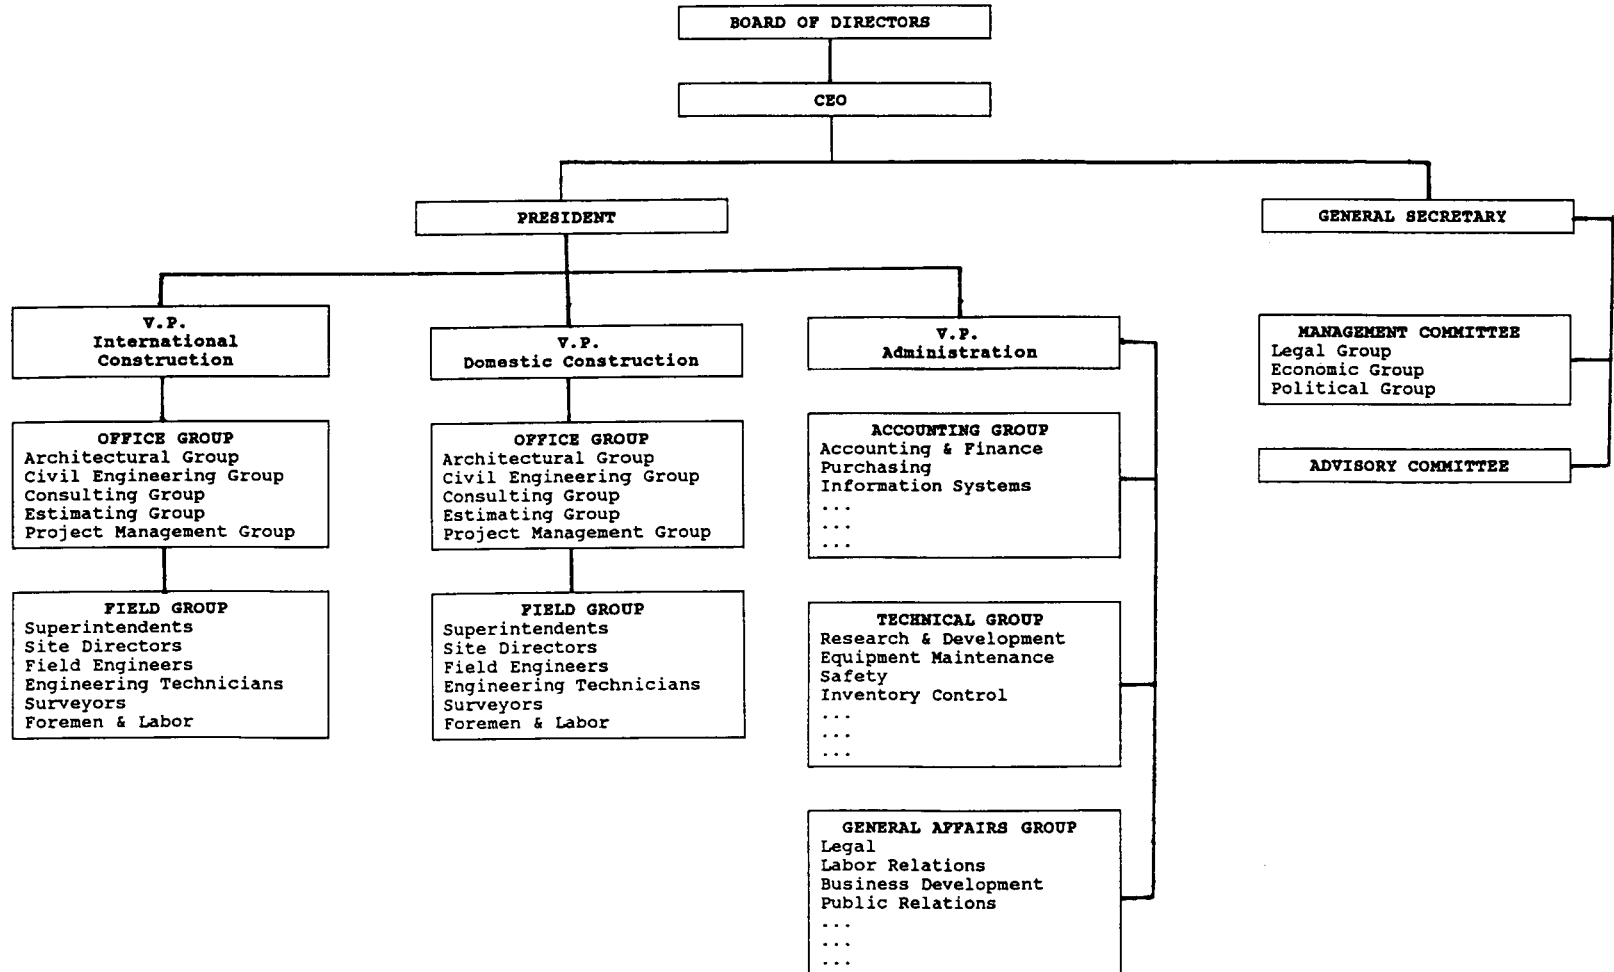 BOARD OF DIRECTORS
CEO
PRESIDENT
GENERAL SECRETARY
V.P.
International
Construction
V.P.
Domestic Construction
V.P.
Administration
MANAGEMENT COMMITTEE
Legal Group
Economic Group
Political Group
OFFICE GROUP
Architectural Group
Civil Engineering Group
Consulting Group
Estimating Group
Project Management Group
OFFICE GROUP
Architectural Group
Civil Engineering Group
Consulting Group
Estimating Group
Project Management Group
ACCOUNTING GROUP
Accounting & Finance
Purchasing
Information Systems
...
...
...
ADVISORY COMMITTEE
FIELD GROUP
Superintendents
Site Directors
Field Engineers
Engineering Technicians
Surveyors
Foremen & Labor
FIELD GROUP
Superintendents
Site Directors
Field Engineers
Engineering Technicians
Surveyors
Foremen & Labor
TECHNICAL GROUP
Research & Development
Equipment Maintenance
Safety
Inventory Control
...
...
...
GENERAL AFFAIRS GROUP
Legal
Labor Relations
Business Development
Public Relations
...
...
...